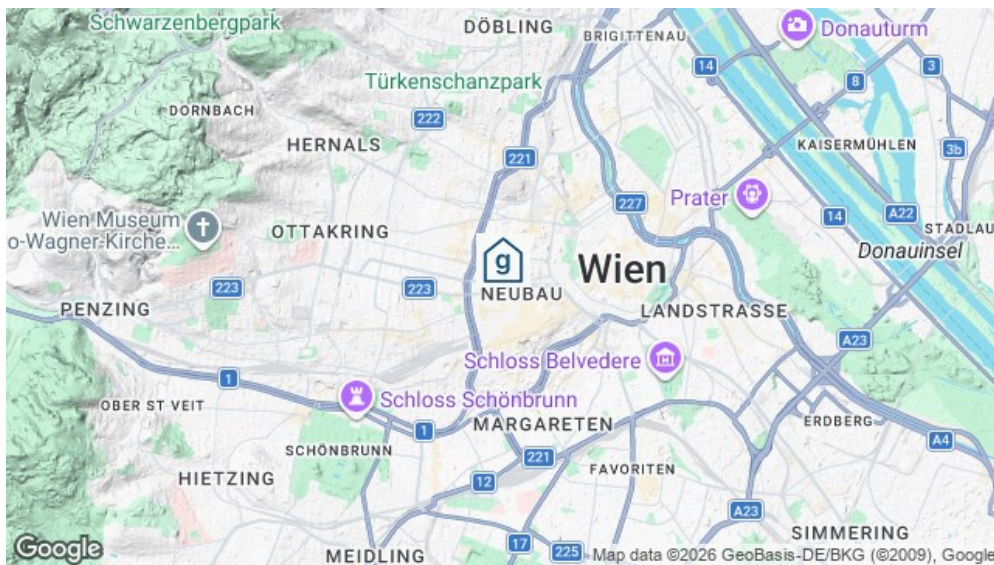 Schwarzenbergpark
DÖBLING
BRIGITTENAU
Donauturm
14
3
8
Türkenschanzpark
DORNBACH
222
HERNALS
221
KAISERMÜHLEN
3b
Prater
227
14
A22
Wien Museum
o-Wagner-Kirche...
OTTAKRING
STADLAU
Donauinsel
g
Wien
223
223
NEUBAU
PENZING
LANDSTRASSE
A23
Schloss Belvedere
1
Schloss Schönbrunn
OBER ST VEIT
1
MARGARETEN
ERDBERG
A4
SCHÖNBRUNN
221
FAVORITEN
HIETZING
12
A23
SIMMERING
17
225
Google
MEIDLING
Map data ©2026 GeoBasis-DE/BKG (©2009), Google